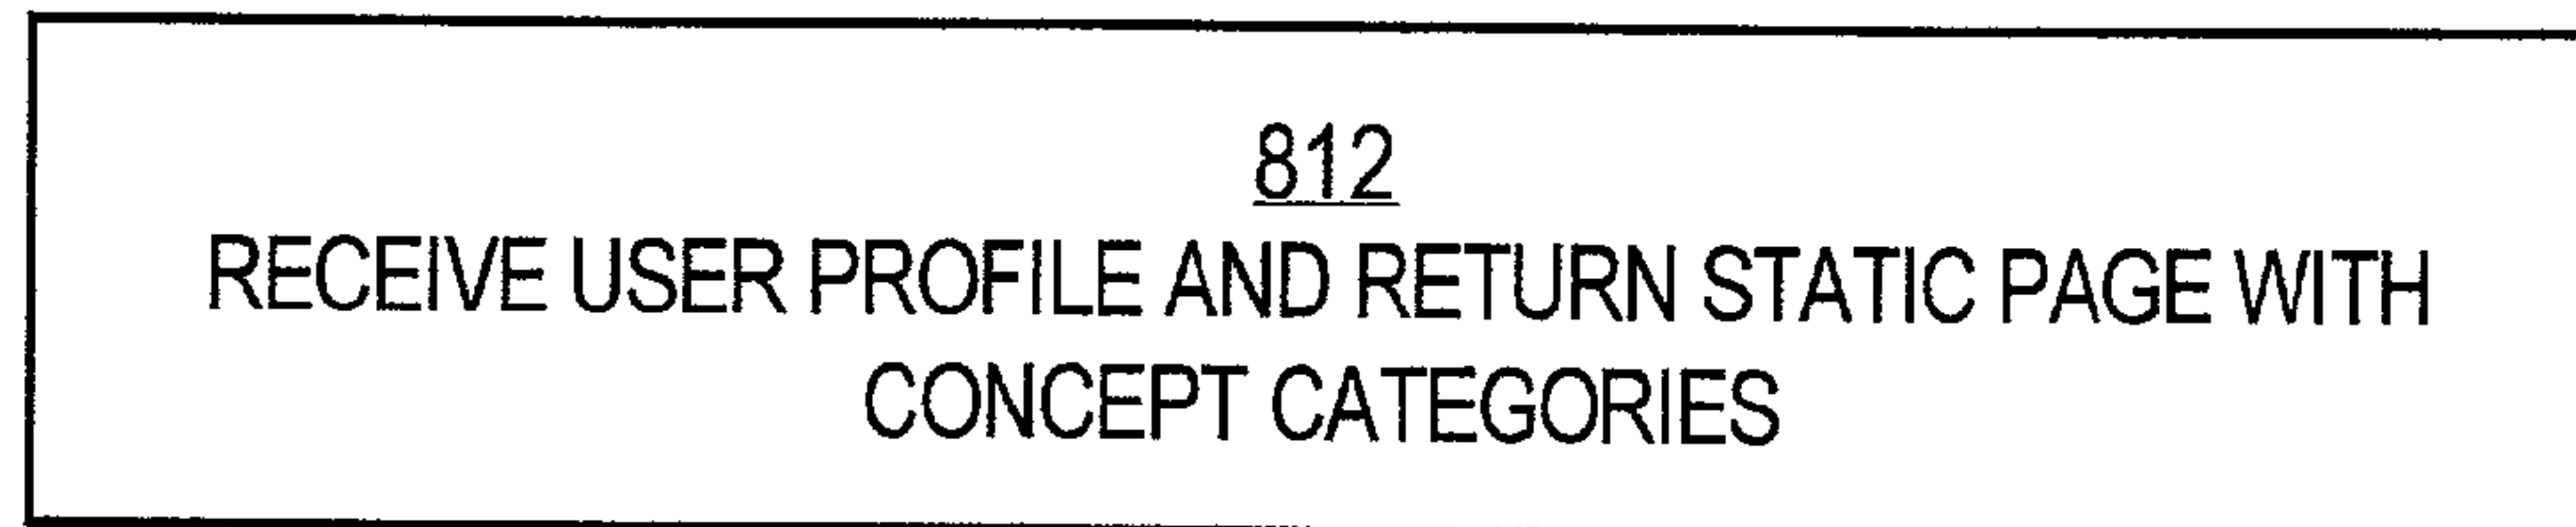 812
RECEIVE USER PROFILE AND RETURN STATIC PAGE WITH
CONCEPT CATEGORIES